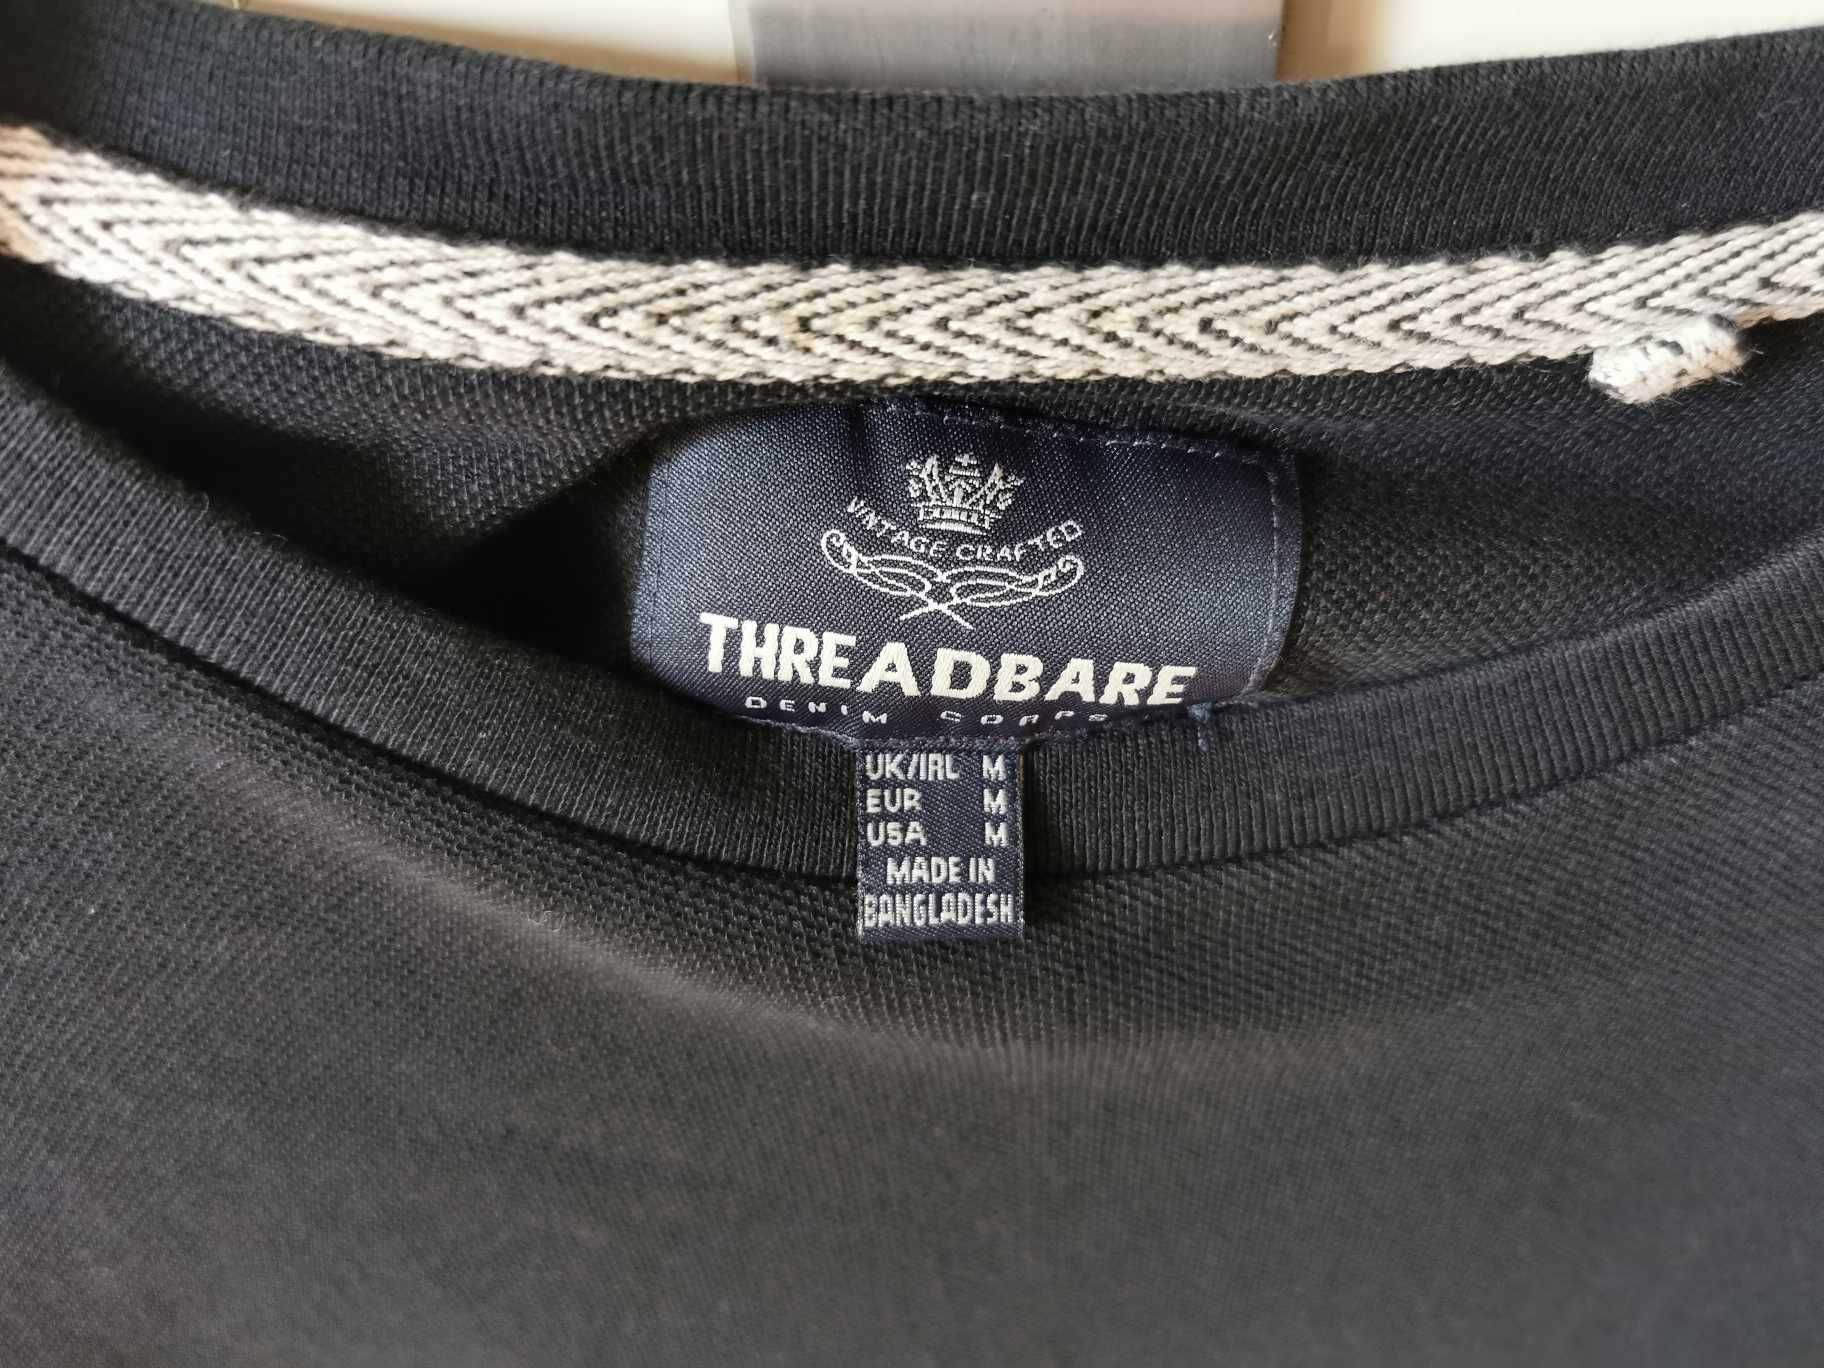 VINTAGE CRAFTED
THREADBARE
DENIM CORPS
UK/IRL M
EUR M
USA M
MADE IN
BANGLADESH